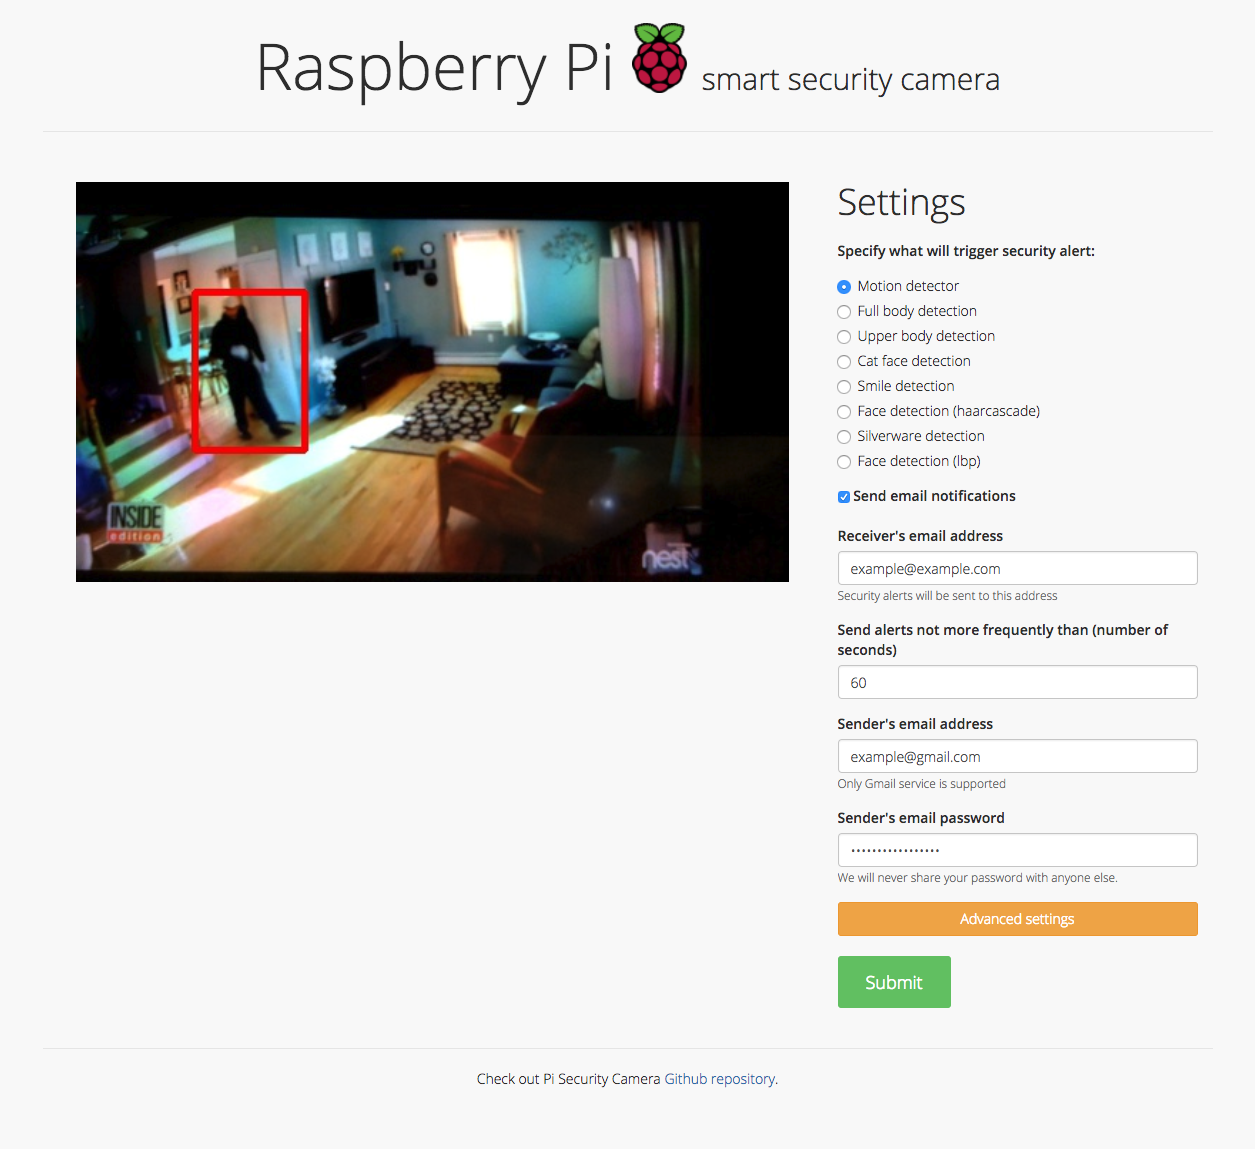 Raspberry Pi smart security camera
INSIDE
edition
nest
Settings
Specify what will trigger security alert:
Motion detector
Full body detection
Upper body detection
Cat face detection
Smile detection
Face detection (haarcascade)
Silverware detection
Face detection (lbp)
Send email notifications
Receiver's email address
example@example.com
Security alerts will be sent to this address
Send alerts not more frequently than (number of
seconds)
60
Sender's email address
example@gmail.com
Only Gmail service is supported
Sender's email password
•••••••••••••••••
We will never share your password with anyone else.
Advanced settings
Submit
Check out Pi Security Camera Github repository.